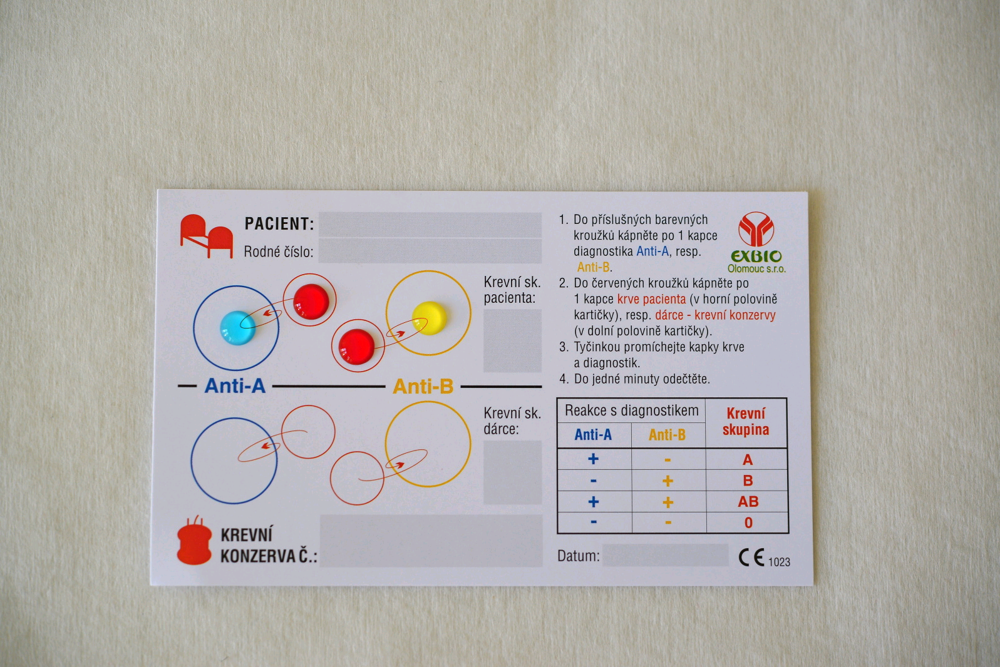 PACIENT:
Rodné číslo:
Krevní sk.
pacienta:
Anti-A
Anti-B
Krevní sk.
dárce:
KREVNÍ
KONZERVA Č.:
1. Do příslušných barevných
kroužků kápněte po 1 kapce
diagnostika Anti-A, resp.
Anti-B.
2. Do červených kroužků kápněte po
1 kapce krve pacienta (v horní polovině
kartičky), resp. dárce - krevní konzervy
(v dolní polovině kartičky).
3. Tyčinkou promíchejte kapky krve
a diagnostik.
4. Do jedné minuty odečtěte.
EXBIO
Olomouc s.r.o.
Reakce s diagnostikem
Krevní
skupina
Anti-A Anti-B
+ - A
- + B
+ + AB
- - 0
Datum:
CE 1023